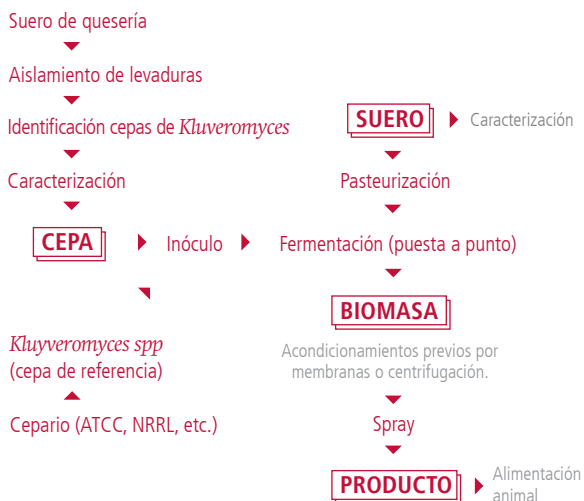 Suero de quesería
Aislamiento de levaduras
Identificación cepas de Kluveromyces
Caracterización
CEPA
Inóculo
Kluyveromyces spp
(cepa de referencia)
Cepario (ATCC, NRRL, etc.)
SUERO
Caracterización
Pasteurización
Fermentación (puesta a punto)
BIOMASA
Acondicionamientos previos por
membranas o centrifugación.
Spray
PRODUCTO
Alimentación
animal